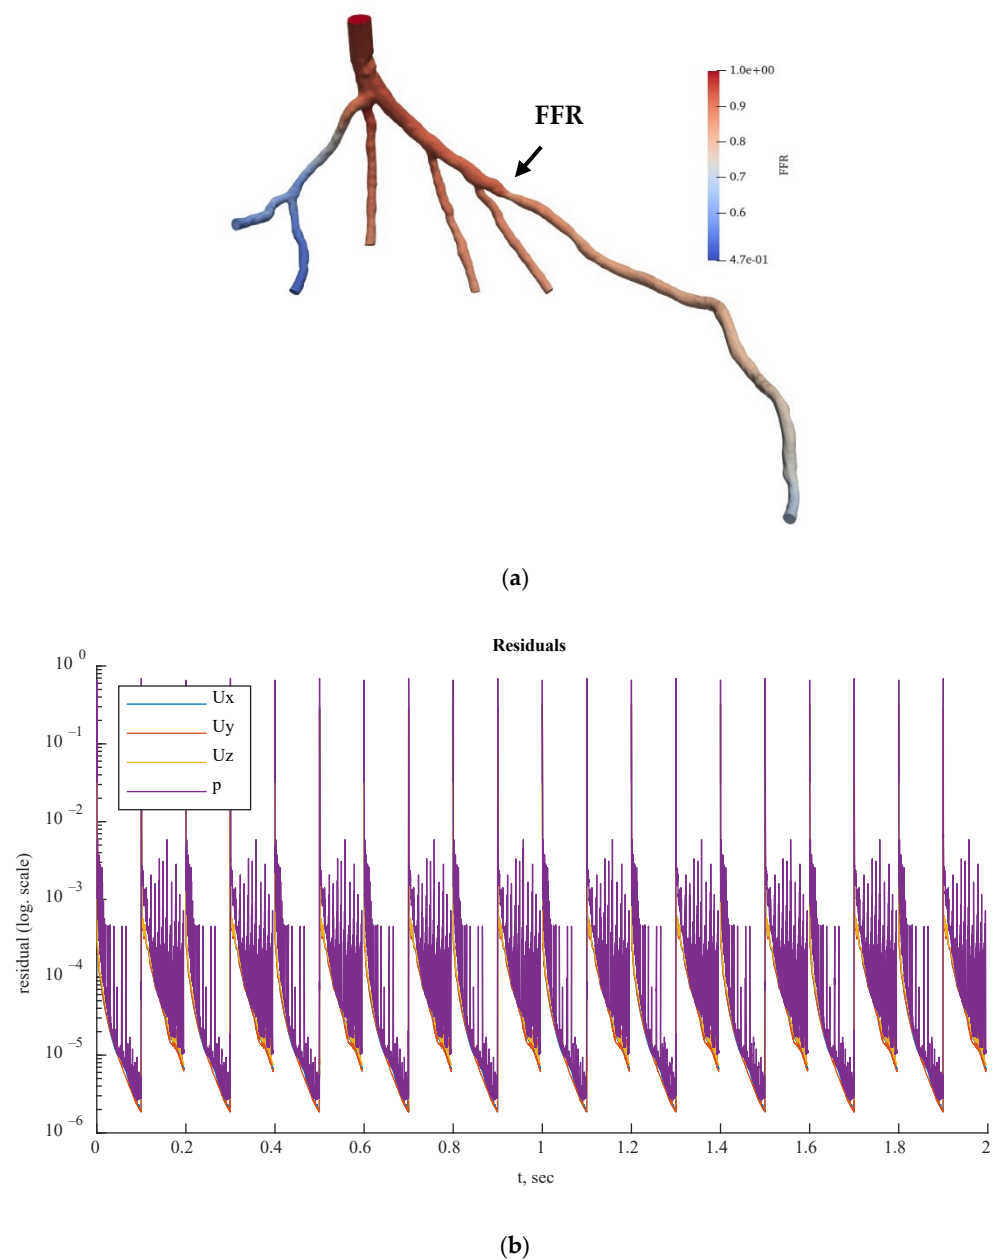 FFR
1.0e+00
0.9
0.8
0.7
0.6
4.7e-01
FFR
(a)
Residuals
10 0
10 −1
10 −2
10 −3
10 −4
10 −5
10 −6
residual (log. scale)
Ux
Uy
Uz
p
0 0.2 0.4 0.6 0.8 1 1.2 1.4 1.6 1.8 2
t, sec
(b)